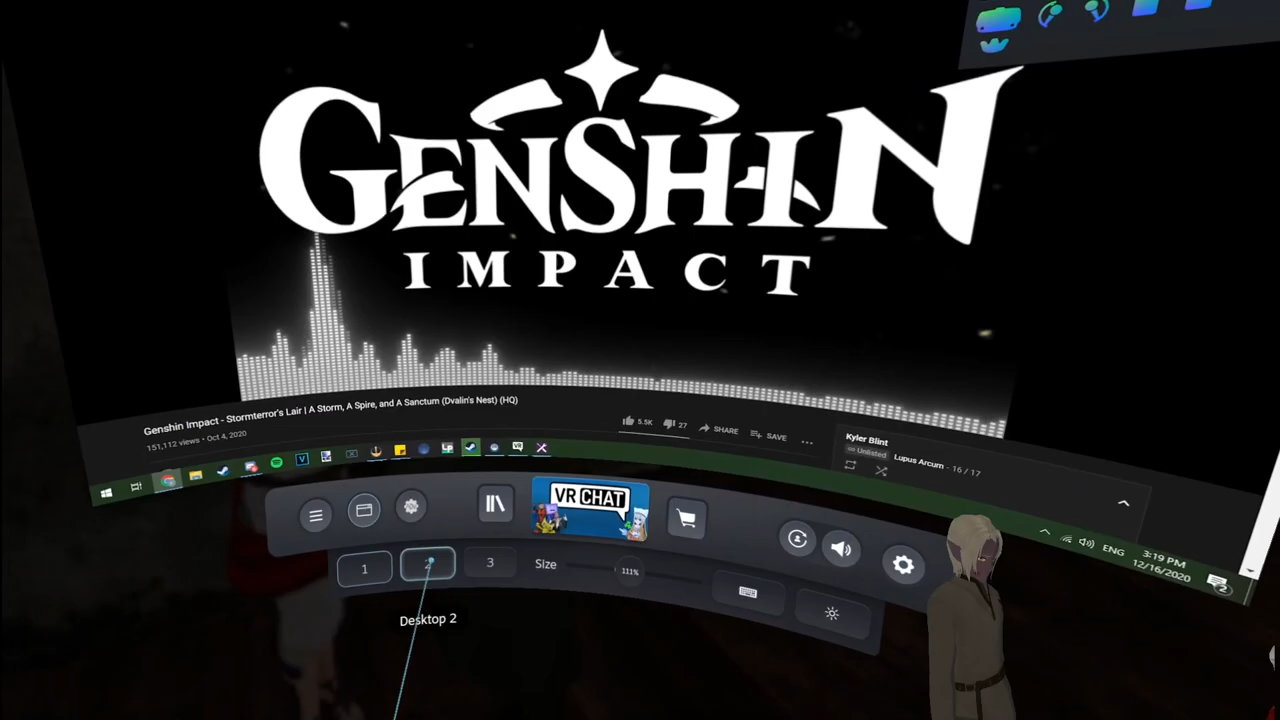 GENSHIN
IMPACT
Genshin Impact - Stormterror's Lair | A Storm, A Spire, and A Sanctum (Dvalin's Nest) (HQ)
151,112 views • Oct 4, 2020
5.5K
27
SHARE
SAVE
Kyler Blint
Unlisted
Lupus Arcum - 16 / 17
ENG
3:19 PM
12/16/2020
2
VRCHAT
1
2
3
Size
111%
Desktop 2